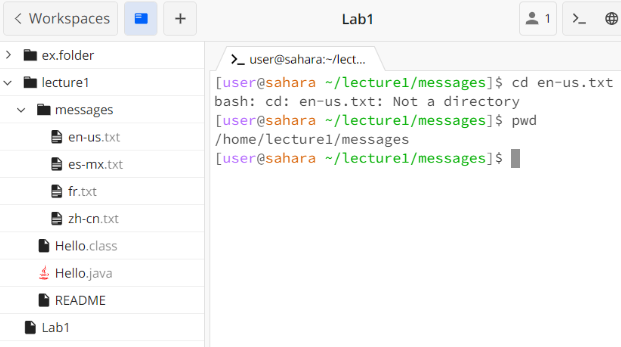 Workspaces
Lab1
1
ex.folder
lecture1
messages
en-us.txt
es-mx.txt
fr.txt
zh-cn.txt
Hello.class
Hello.java
README
Lab1
user@sahara:~/lect...
[user@sahara ~/lecture1/messages]$ cd en-us.txt
bash: cd: en-us.txt: Not a directory
[user@sahara ~/lecture1/messages]$ pwd
/home/lecture1/messages
[user@sahara ~/lecture1/messages]$